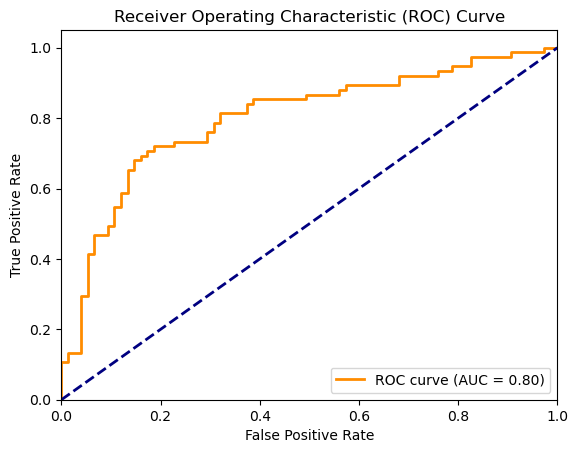 Receiver Operating Characteristic (ROC) Curve
1.0
0.8
0.6
0.4
0.2
0.0
True Positive Rate
ROC curve (AUC = 0.80)
0.0 0.2 0.4 0.6 0.8 1.0
False Positive Rate